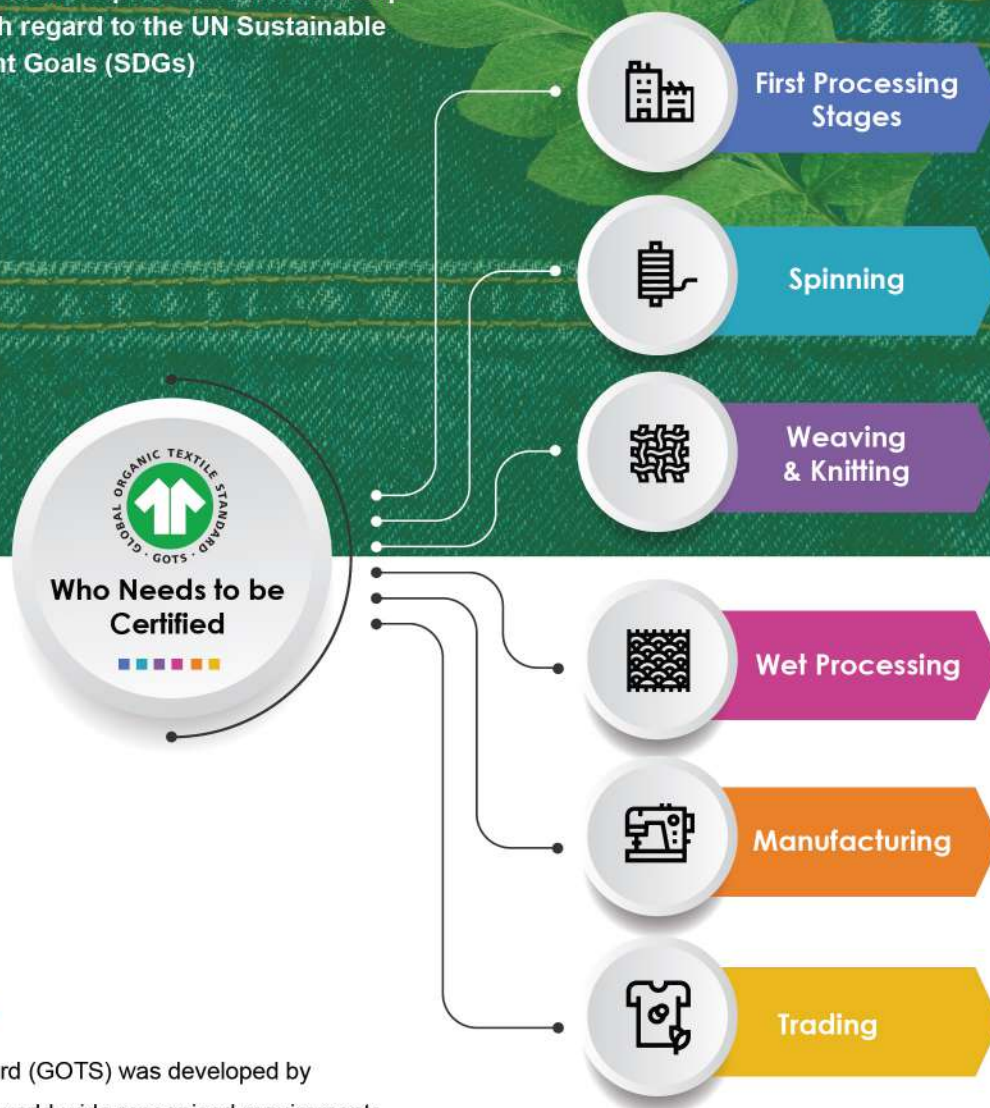 h regard to the UN Sustainable
nt Goals (SDGs)
First Processing
Stages
Spinning
Weaving
& Knitting
GLOBAL ORGANIC TEXTILE STANDARD · GOTS ·
Who Needs to be
Certified
Wet Processing
Manufacturing
Trading
rd (GOTS) was developed by